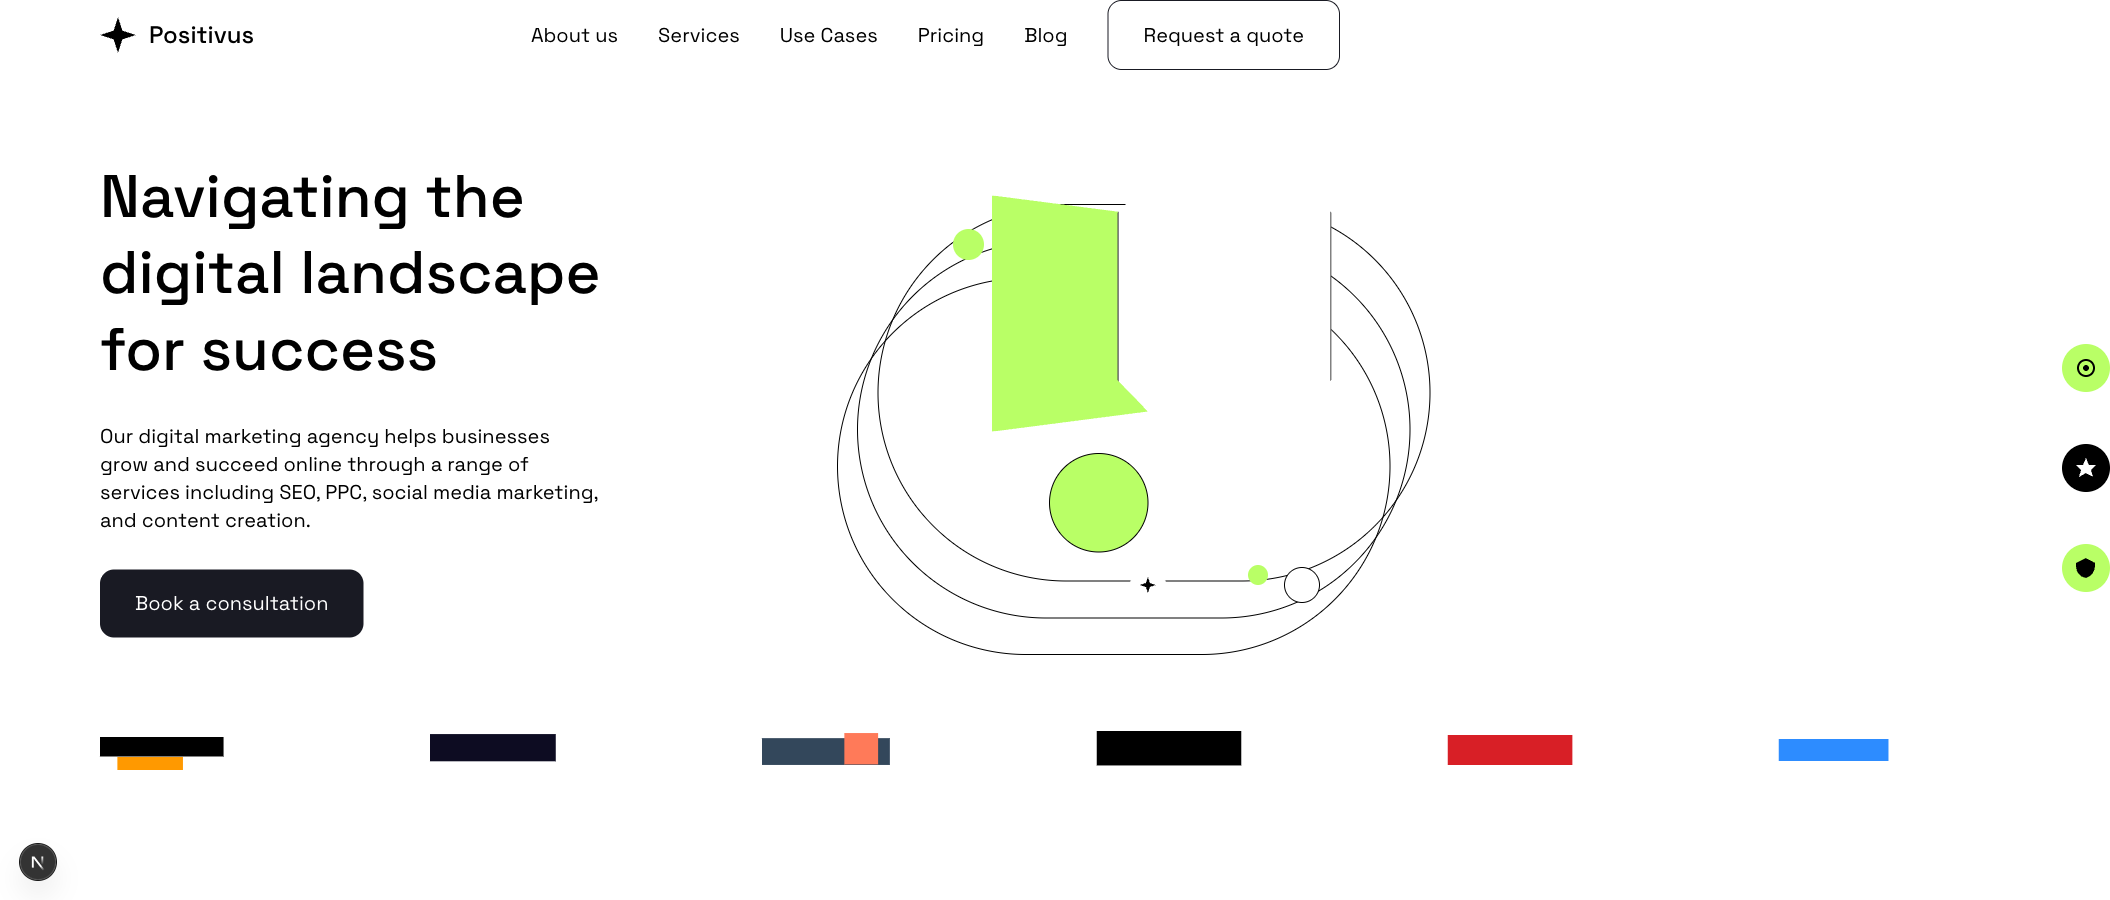 Positivus
About us
Services
Use Cases
Pricing
Blog
Request a quote
Navigating the
digital landscape
for success
Our digital marketing agency helps businesses
grow and succeed online through a range of
services including SEO, PPC, social media marketing,
and content creation.
Book a consultation
N